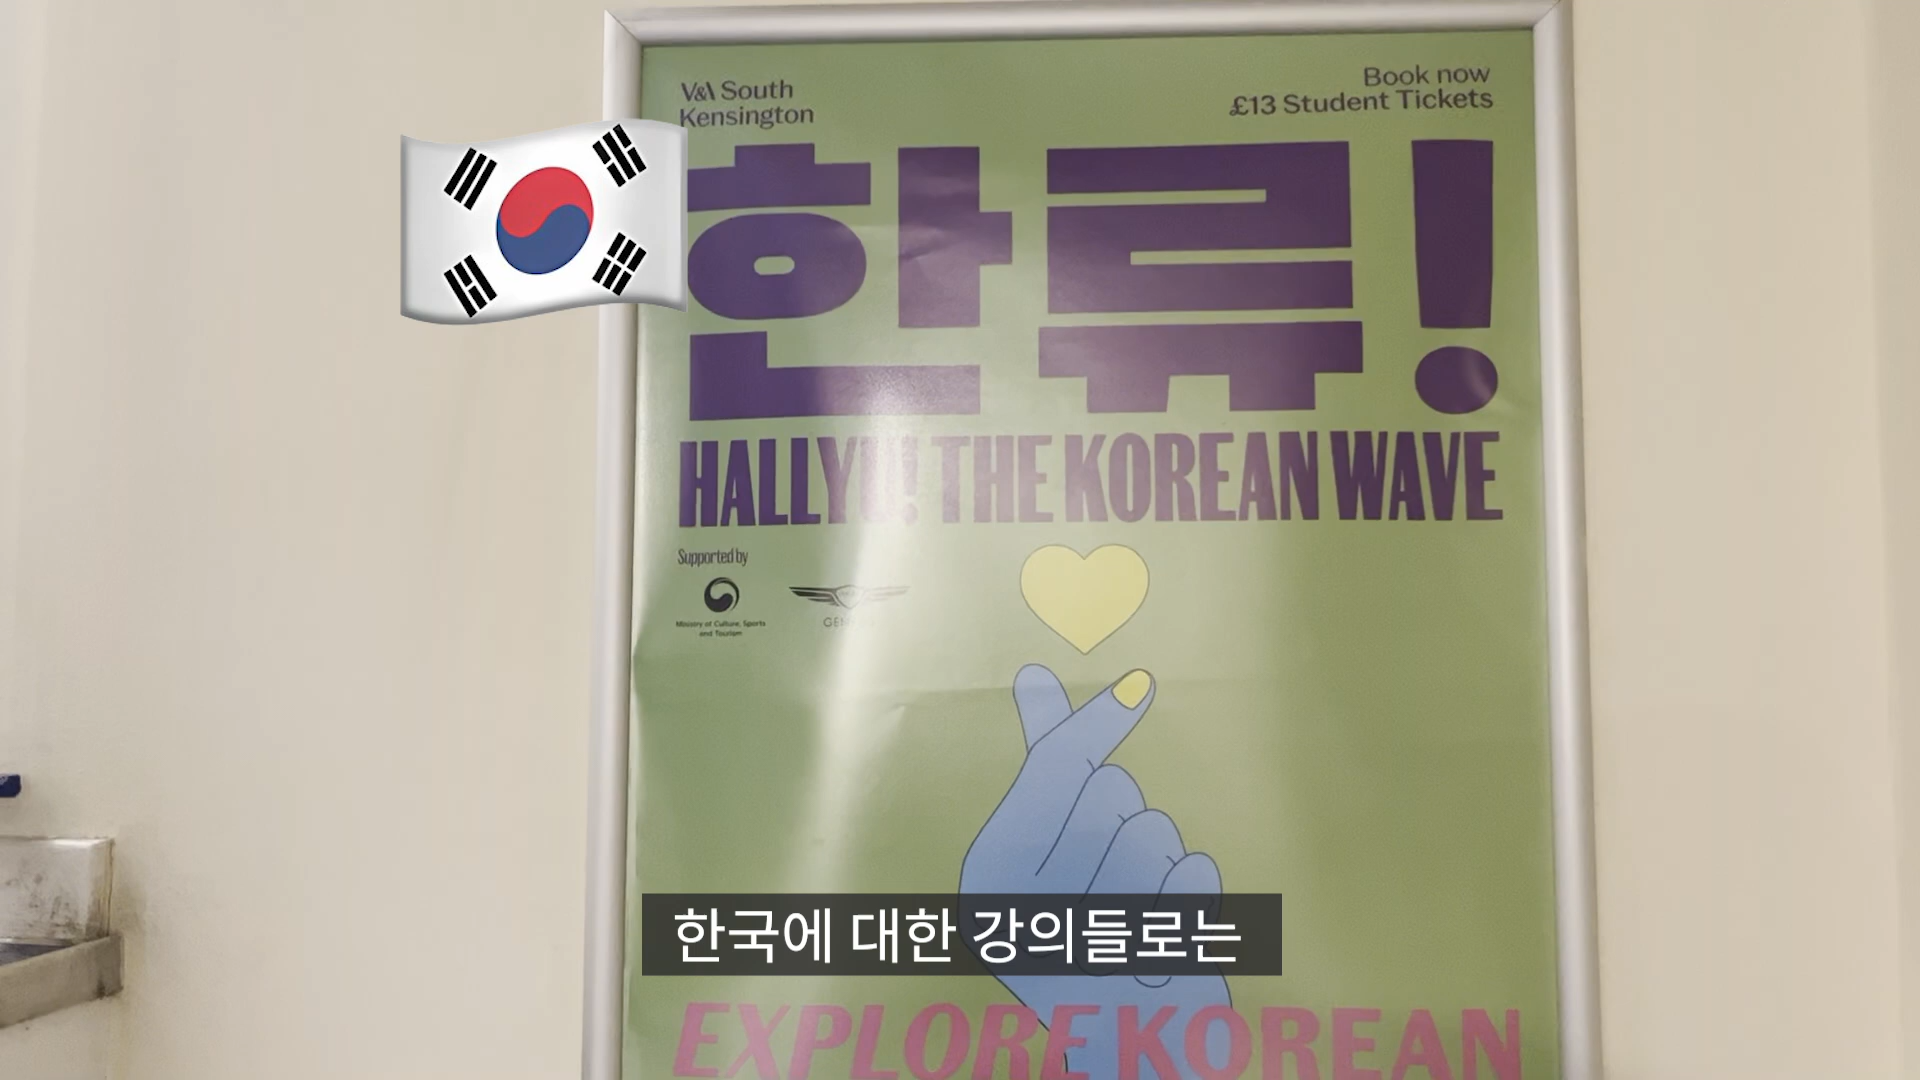 V&A South
Kensington
Book now
£13 Student Tickets
한류!
HALLYU! THE KOREAN WAVE
Supported by
Ministry of Culture, Sports
and Tourism
한국에 대한 강의들로는
EXPLORE KOREAN